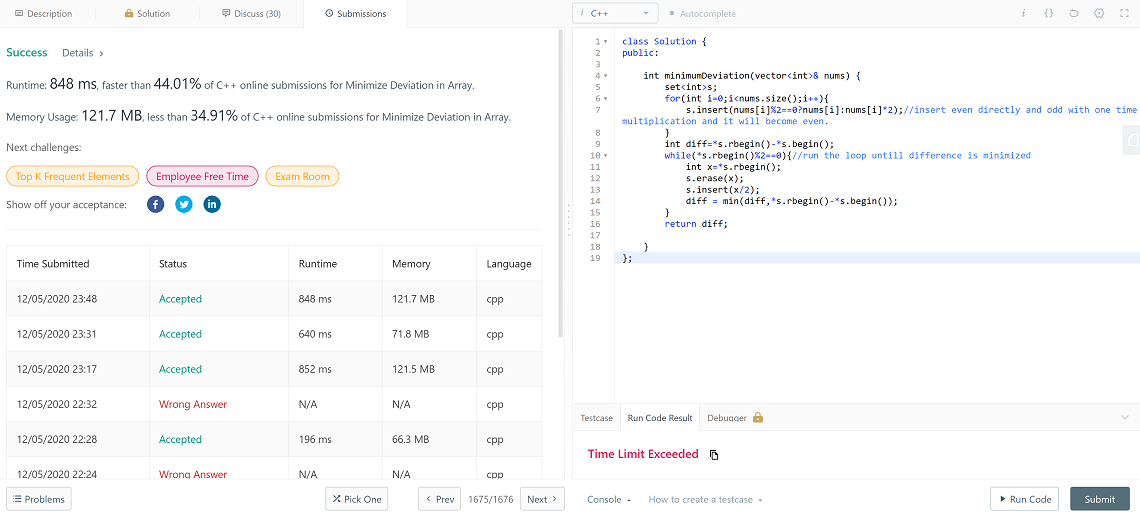 Description
Solution
Discuss (30)
Submissions
Success Details >
Runtime: 848 ms, faster than 44.01% of C++ online submissions for Minimize Deviation in Array.
Memory Usage: 121.7 MB, less than 34.91% of C++ online submissions for Minimize Deviation in Array.
Next challenges:
Top K Frequent Elements
Employee Free Time
Exam Room
Show off your acceptance:
Time Submitted Status Runtime Memory Language
12/05/2020 23:48 Accepted 848 ms 121.7 MB cpp
12/05/2020 23:31 Accepted 640 ms 71.8 MB cpp
12/05/2020 23:17 Accepted 852 ms 121.5 MB cpp
12/05/2020 22:32 Wrong Answer N/A N/A cpp
12/05/2020 22:28 Accepted 196 ms 66.3 MB cpp
12/05/2020 22:24 Wrong Answer N/A N/A cpp
Problems
Pick One
< Prev 1675/1676 Next >
i C++ Autocomplete
i {}
1 class Solution {
2 public:
3
4 int minimumDeviation(vector<int>& nums) {
5 set<int>s;
6 for(int i=0;i<nums.size();i++){
7 s.insert(nums[i]%2==0?nums[i]:nums[i]*2);//insert even directly and odd with one time
multiplication and it will become even.
8 }
9 int diff=*s.rbegin()-*s.begin();
10 while(*s.rbegin()%2==0){//run the loop untill difference is minimized
11 int x=*s.rbegin();
12 s.erase(x);
13 s.insert(x/2);
14 diff = min(diff,*s.rbegin()-*s.begin());
15 }
16 return diff;
17
18 }
19 };
Testcase Run Code Result Debugger
Time Limit Exceeded
Console How to create a testcase
Run Code
Submit